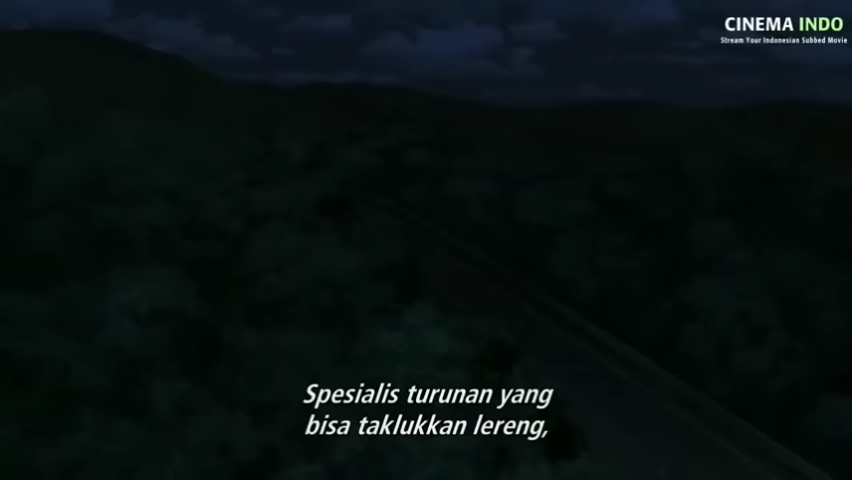 CINEMA INDO
Stream Your Indonesian Subbed Movie
Spesialis turunan yang
bisa taklukkan lereng,